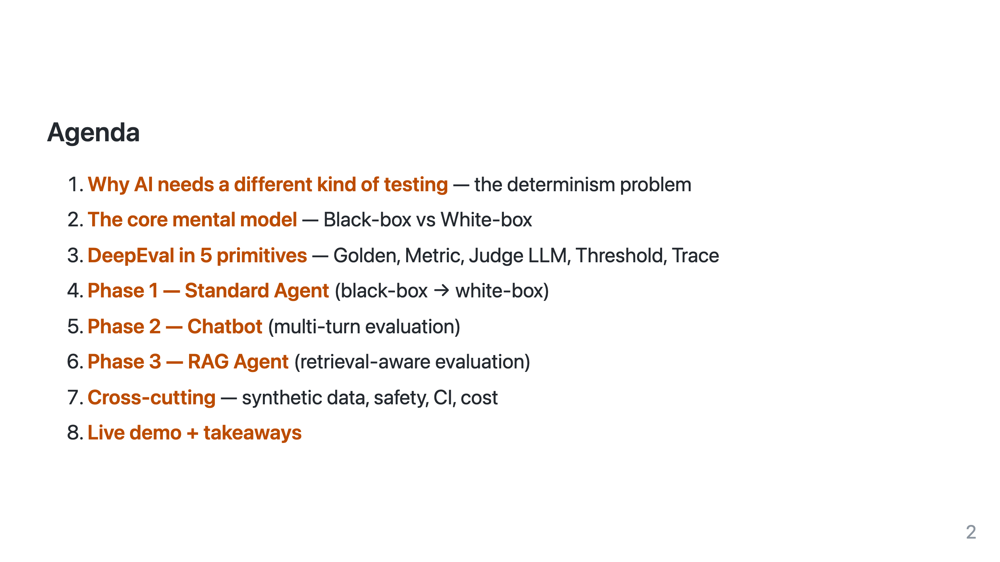 Agenda
1. Why AI needs a different kind of testing — the determinism problem
2. The core mental model — Black-box vs White-box
3. DeepEval in 5 primitives — Golden, Metric, Judge LLM, Threshold, Trace
4. Phase 1 — Standard Agent (black-box → white-box)
5. Phase 2 — Chatbot (multi-turn evaluation)
6. Phase 3 — RAG Agent (retrieval-aware evaluation)
7. Cross-cutting — synthetic data, safety, CI, cost
8. Live demo + takeaways
2